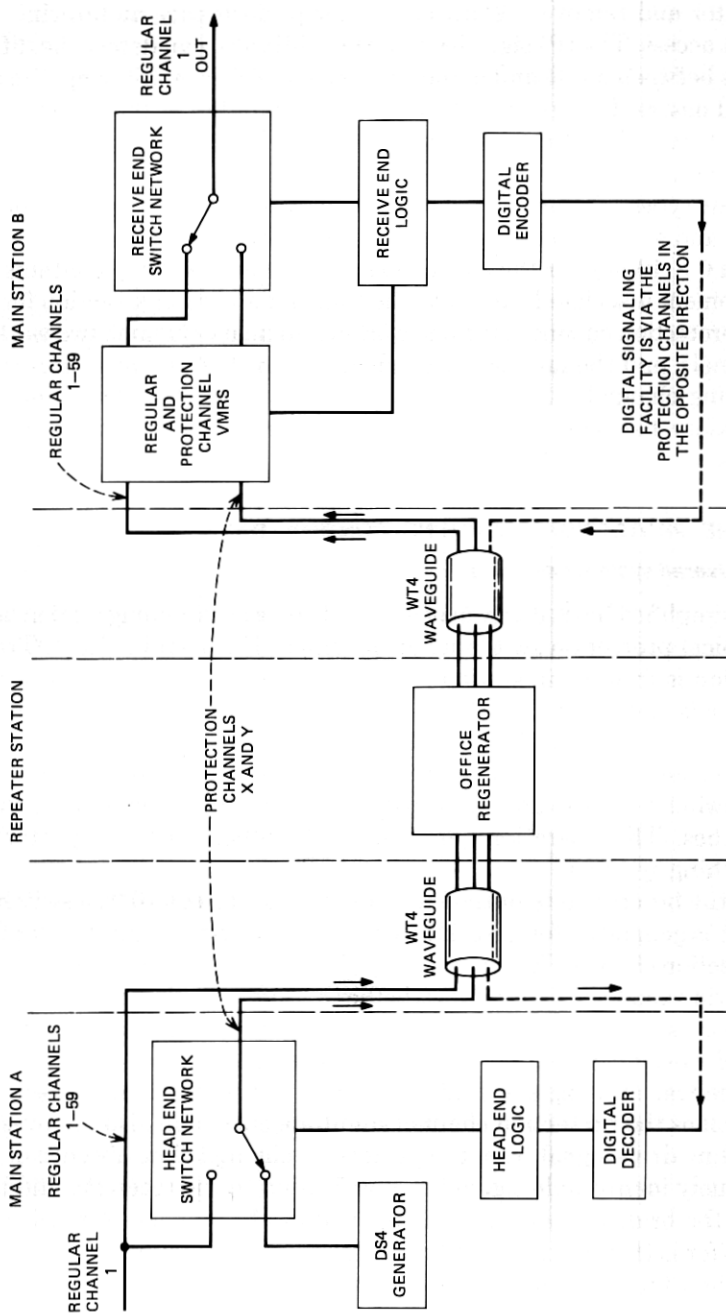 MAIN STATION A
REPEATER STATION
MAIN STATION B
REGULAR CHANNELS
1–59
REGULAR
CHANNEL
1
HEAD END
SWITCH NETWORK
DS4
GENERATOR
HEAD END
LOGIC
DIGITAL
DECODER
WT4
WAVEGUIDE
PROTECTION
CHANNELS
X AND Y
OFFICE
REGENERATOR
WT4
WAVEGUIDE
REGULAR CHANNELS
1–59
REGULAR
AND
PROTECTION
CHANNEL
VMRS
RECEIVE END
SWITCH NETWORK
REGULAR
CHANNEL
1
OUT
RECEIVE END
LOGIC
DIGITAL
ENCODER
DIGITAL SIGNALING
FACILITY IS VIA THE
PROTECTION CHANNELS IN
THE OPPOSITE DIRECTION